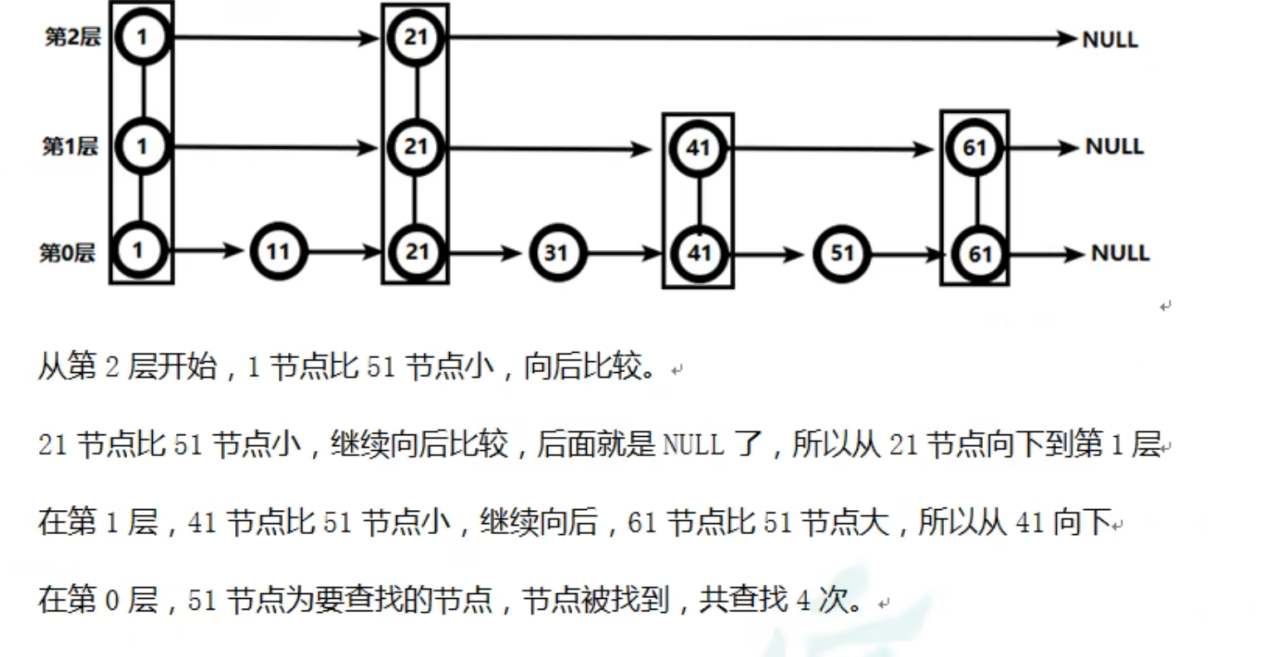 第2层 1 21 NULL
第1层 1 21 41 61 NULL
第0层 1 11 21 31 41 51 61 NULL
从第 2 层开始，1 节点比 51 节点小，向后比较。
21 节点比 51 节点小，继续向后比较，后面就是 NULL 了，所以从 21 节点向下到第 1 层
在第 1 层，41 节点比 51 节点小，继续向后，61 节点比 51 节点大，所以从 41 向下
在第 0 层，51 节点为要查找的节点，节点被找到，共查找 4 次。